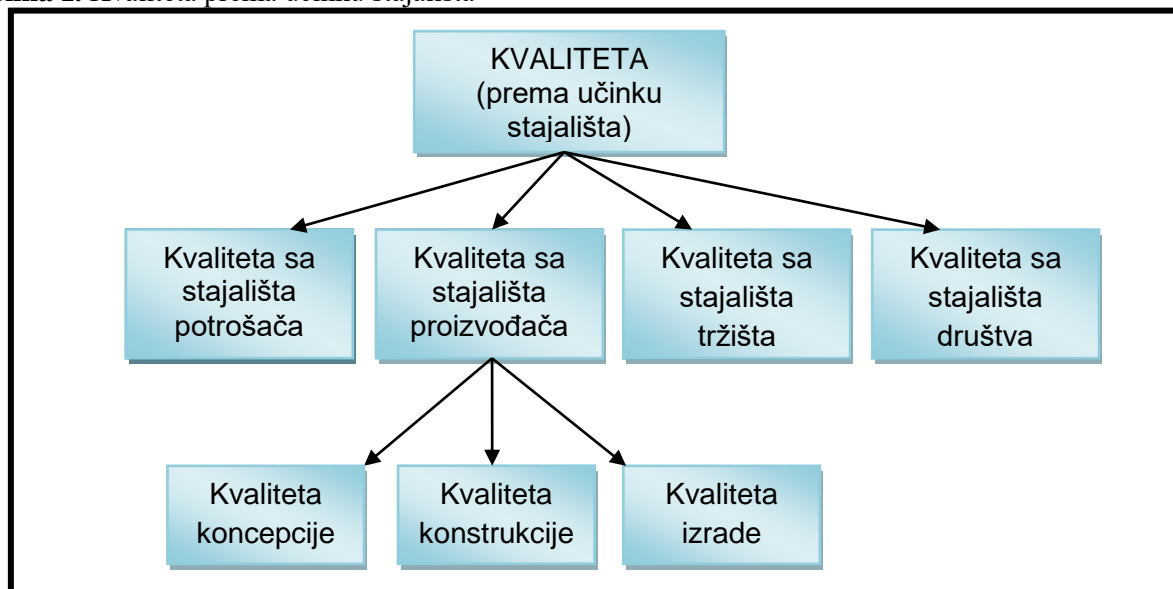 KVALITETA
(prema učinku
stajališta)
Kvaliteta sa
stajališta
potrošača
Kvaliteta sa
stajališta
proizvođača
Kvaliteta sa
stajališta
tržišta
Kvaliteta sa
stajališta
društva
Kvaliteta
koncepcije
Kvaliteta
konstrukcije
Kvaliteta
izrade